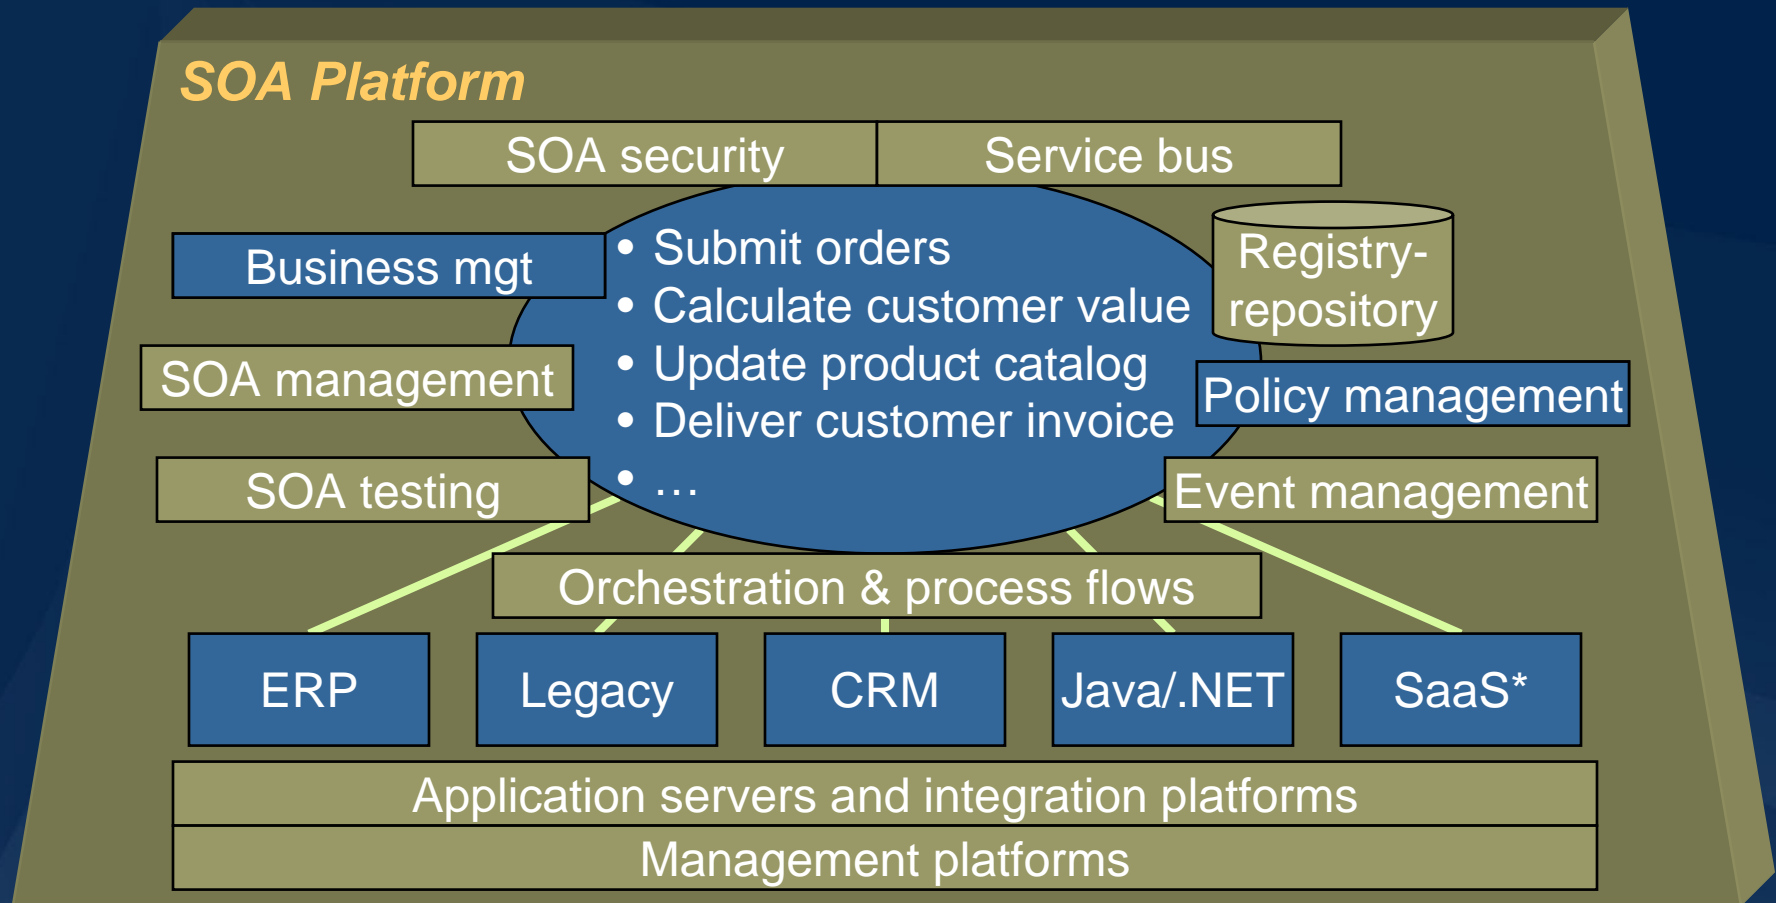 SOA Platform
SOA security
Service bus
Business mgt
SOA management
SOA testing
• Submit orders
• Calculate customer value
• Update product catalog
• Deliver customer invoice
• …
Registry-
repository
Policy management
Event management
Orchestration & process flows
ERP
Legacy
CRM
Java/.NET
SaaS*
Application servers and integration platforms
Management platforms